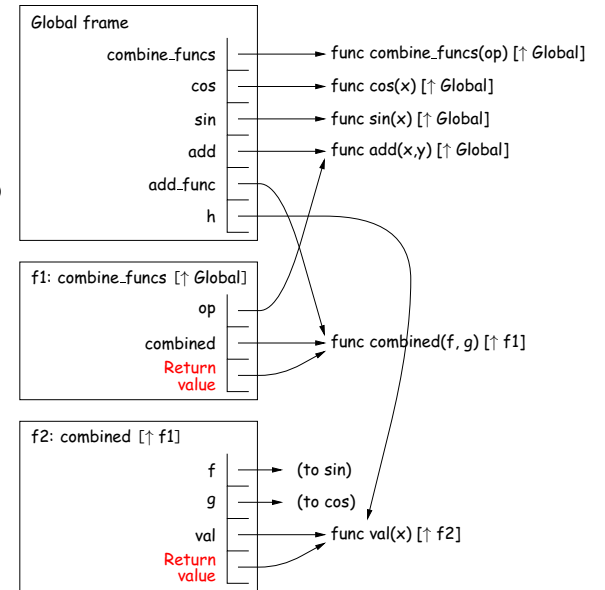 Global frame
combine_funcs func combine_funcs(op) [↑ Global]
cos func cos(x) [↑ Global]
sin func sin(x) [↑ Global]
add func add(x,y) [↑ Global]
)
add_func
h
f1: combine_funcs [↑ Global]
op
combined func combined(f, g) [↑ f1]
Return
value
f2: combined [↑ f1]
f (to sin)
g (to cos)
val func val(x) [↑ f2]
Return
value